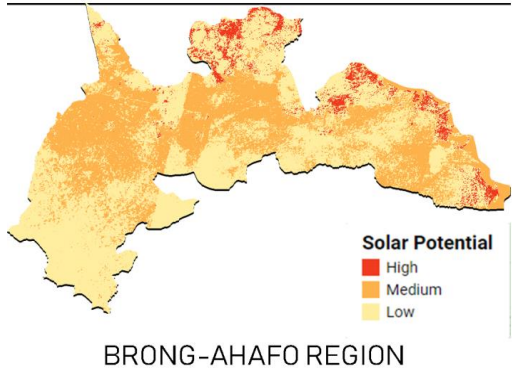 Solar Potential
High
Medium
Low
BRONG-AHAFO REGION